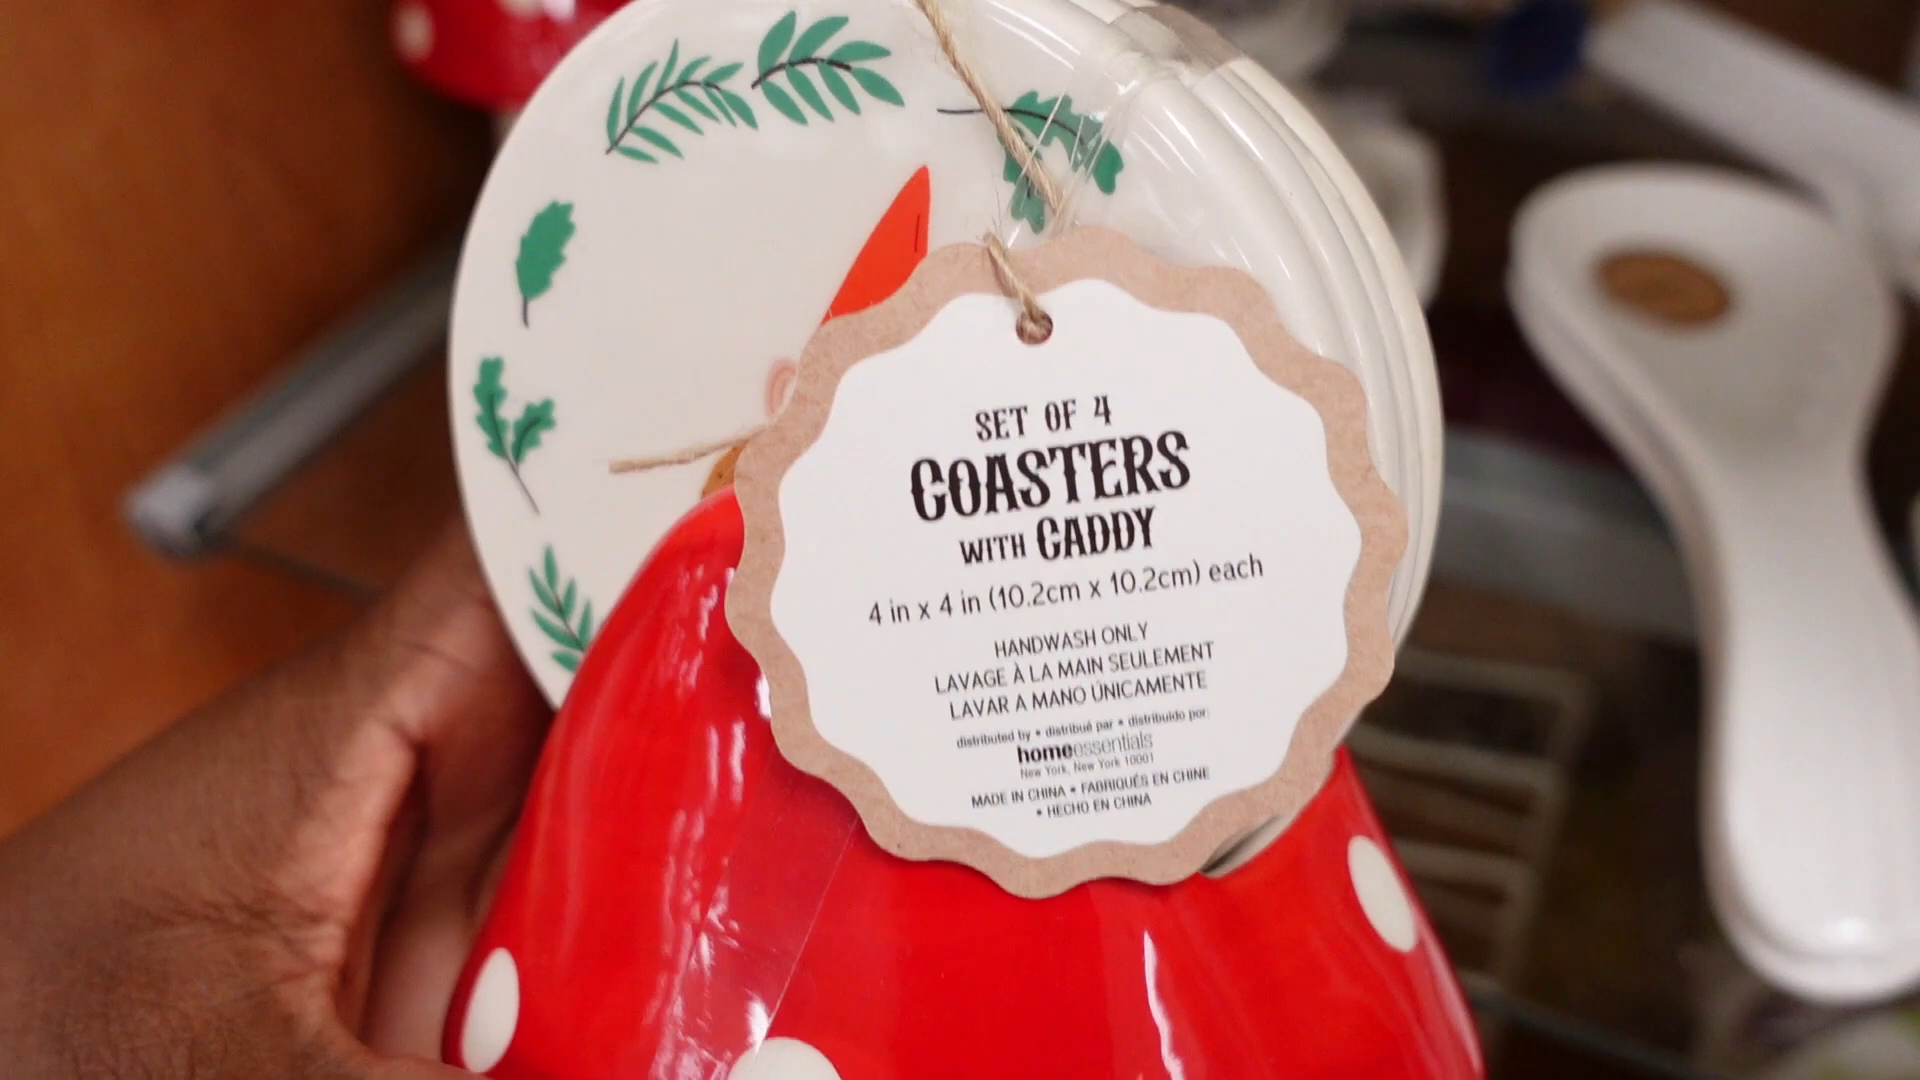 SET OF 4
COASTERS
WITH CADDY
4 in x 4 in (10.2cm x 10.2cm) each
HANDWASH ONLY
LAVAGE À LA MAIN SEULEMENT
LAVAR A MANO ÚNICAMENTE
distributed by • distribué par • distribuido por:
homeessentials
New York, New York 10001
MADE IN CHINA • FABRIQUÉS EN CHINE
• HECHO EN CHINA